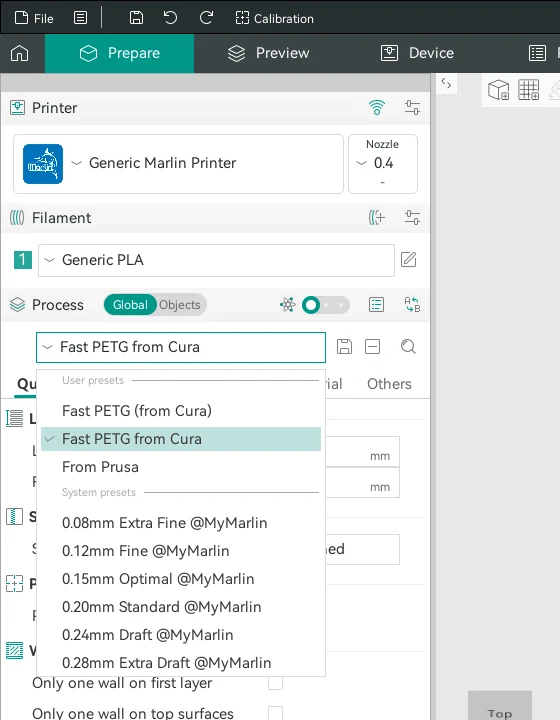 File
Calibration
Prepare
Preview
Device
Printer
Generic Marlin Printer
Nozzle
0.4
-
Filament
1
Generic PLA
Process
Global
Objects
Fast PETG from Cura
Others
User presets
Fast PETG (from Cura)
Fast PETG from Cura
mm
From Prusa
mm
System presets
0.08mm Extra Fine @MyMarlin
0.12mm Fine @MyMarlin
0.15mm Optimal @MyMarlin
0.20mm Standard @MyMarlin
0.24mm Draft @MyMarlin
0.28mm Extra Draft @MyMarlin
Only one wall on first layer
Only one wall on top surfaces
Top